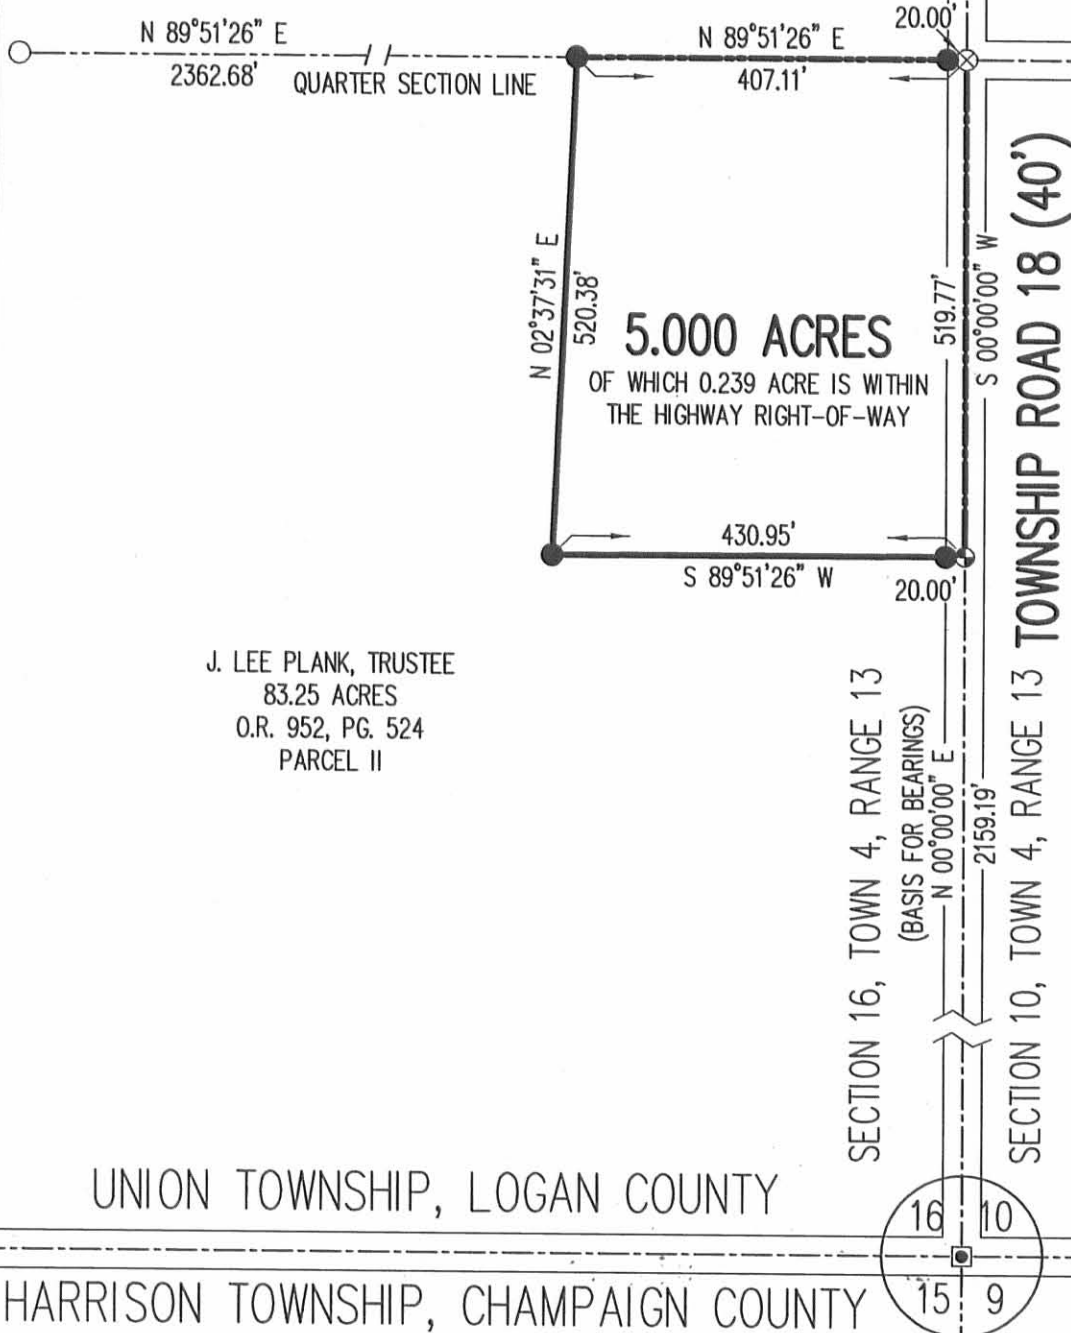 N 89°51'26" E
2362.68'
QUARTER SECTION LINE
N 89°51'26" E
407.11'
20.00'
N 02°37'31" E
520.38'
5.000 ACRES
OF WHICH 0.239 ACRE IS WITHIN
THE HIGHWAY RIGHT-OF-WAY
519.77'
S 00°00'00" W
TOWNSHIP ROAD 18 (40')
430.95'
S 89°51'26" W
20.00'
J. LEE PLANK, TRUSTEE
83.25 ACRES
O.R. 952, PG. 524
PARCEL II
SECTION 16, TOWN 4, RANGE 13
(BASIS FOR BEARINGS)
N 00°00'00" E
2159.19'
SECTION 10, TOWN 4, RANGE 13
UNION TOWNSHIP, LOGAN COUNTY
16 10
HARRISON TOWNSHIP, CHAMPAIGN COUNTY
15 9